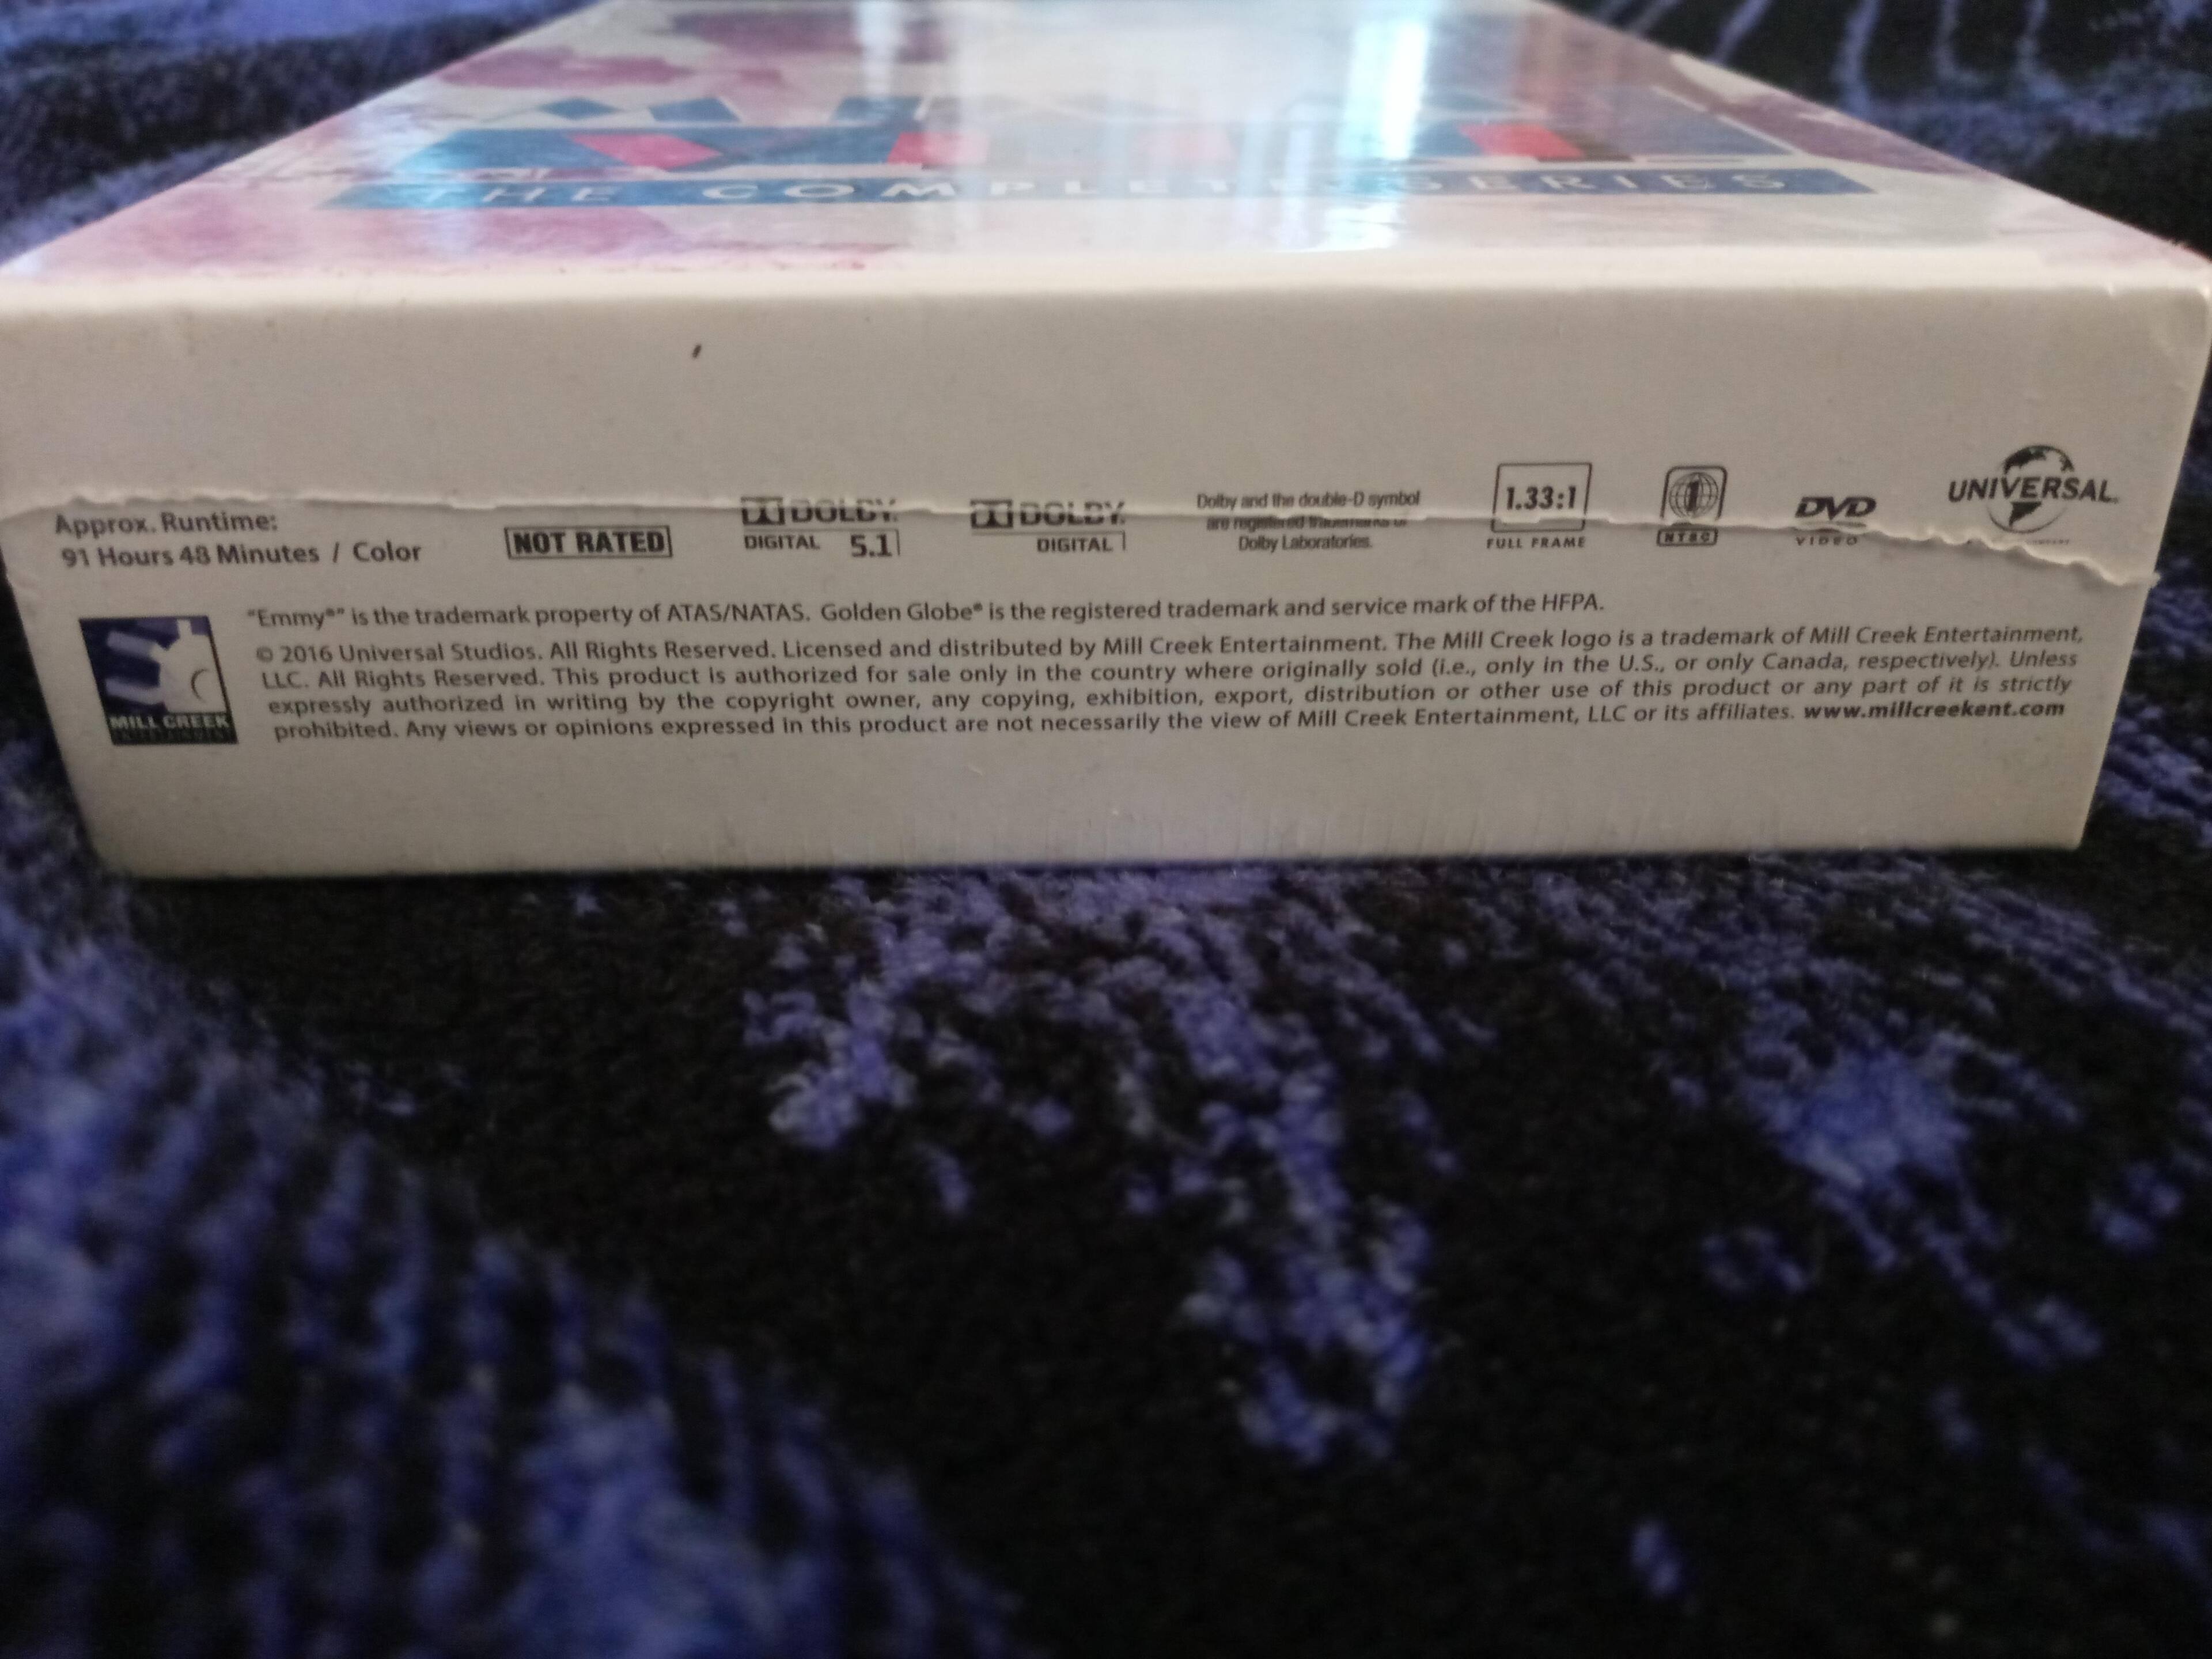 THE COMPLETE SERIES
Approx. Runtime:
91 Hours 48 Minutes / Color
NOT RATED
DOLBY
DIGITAL 5.1
DOLBY
DIGITAL
Dolby and the double-D symbol
are registered trademarks of
Dolby Laboratories.
1.33:1
FULL FRAME
1
NTSC
DVD
VIDEO
UNIVERSAL
MILL CREEK
ENTERTAINMENT
"Emmy®" is the trademark property of ATAS/NATAS. Golden Globe® is the registered trademark and service mark of the HFPA.
© 2016 Universal Studios. All Rights Reserved. Licensed and distributed by Mill Creek Entertainment. The Mill Creek logo is a trademark of Mill Creek Entertainment,
LLC. All Rights Reserved. This product is authorized for sale only in the country where originally sold (i.e., only in the U.S., or only Canada, respectively). Unless
expressly authorized in writing by the copyright owner, any copying, exhibition, export, distribution or other use of this product or any part of it is strictly
prohibited. Any views or opinions expressed in this product are not necessarily the view of Mill Creek Entertainment, LLC or its affiliates. www.millcreekent.com